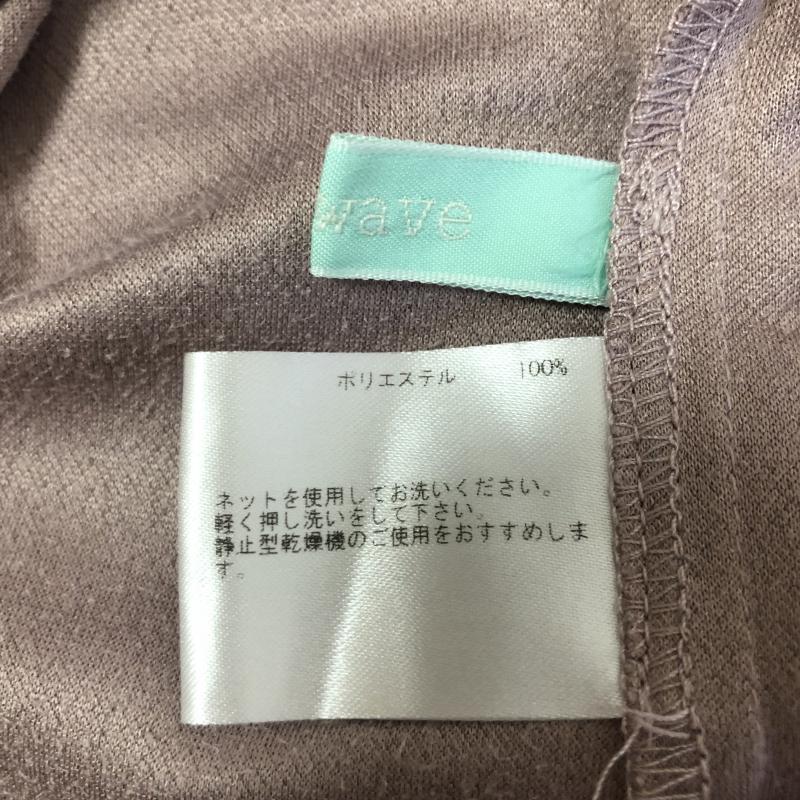 wave
ポリエステル 100%
ネットを使用してお洗いください。
軽く押し洗いをして下さい。
静止型乾燥機のご使用をおすすめしま
す。